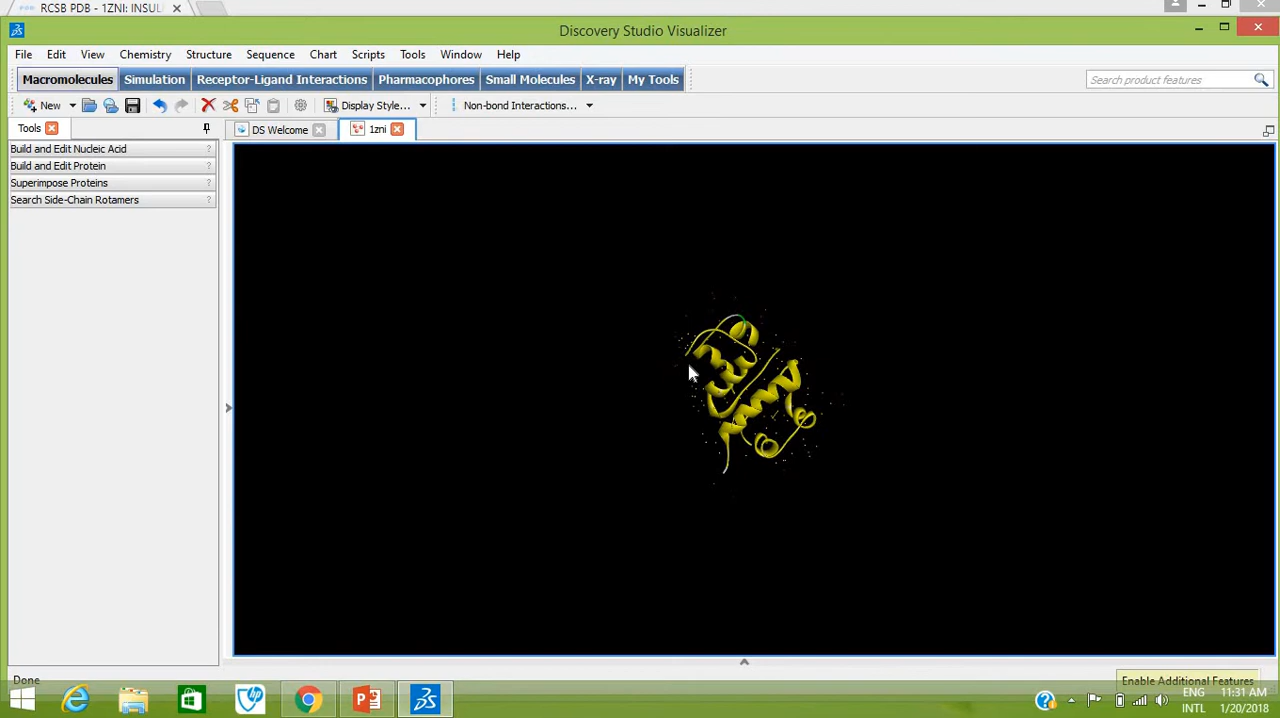 RCSB PDB - 1ZNI: INSUL
Discovery Studio Visualizer
File Edit View Chemistry Structure Sequence Chart Scripts Tools Window Help
Macromolecules Simulation Receptor-Ligand Interactions Pharmacophores Small Molecules X-ray My Tools Search product features
New Display Style... Non-bond Interactions...
Tools DS Welcome 1zni
Build and Edit Nucleic Acid ?
Build and Edit Protein ?
Superimpose Proteins ?
Search Side-Chain Rotamers ?
Done Enable Additional Features
ENG 11:31 AM
INTL 1/20/2018